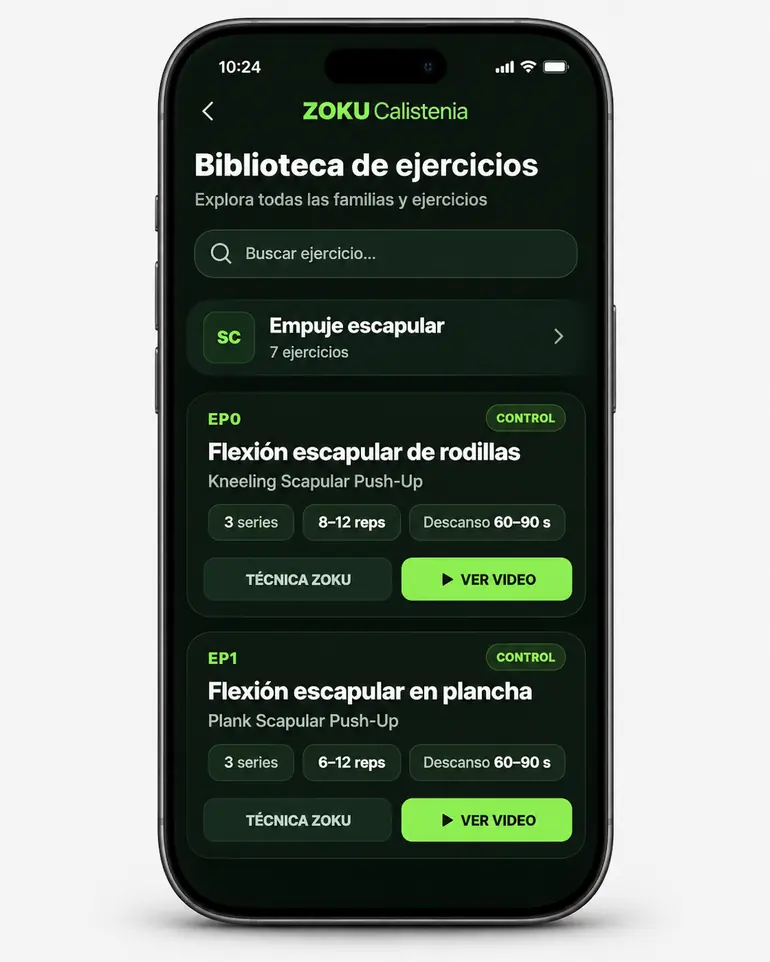 10:24
ZOKU Calistenia
Biblioteca de ejercicios
Explora todas las familias y ejercicios
Buscar ejercicio...
SC
Empuje escapular
7 ejercicios
EP0
CONTROL
Flexión escapular de rodillas
Kneeling Scapular Push-Up
3 series
8–12 reps
Descanso 60–90 s
TÉCNICA ZOKU
VER VIDEO
EP1
CONTROL
Flexión escapular en plancha
Plank Scapular Push-Up
3 series
6–12 reps
Descanso 60–90 s
TÉCNICA ZOKU
VER VIDEO